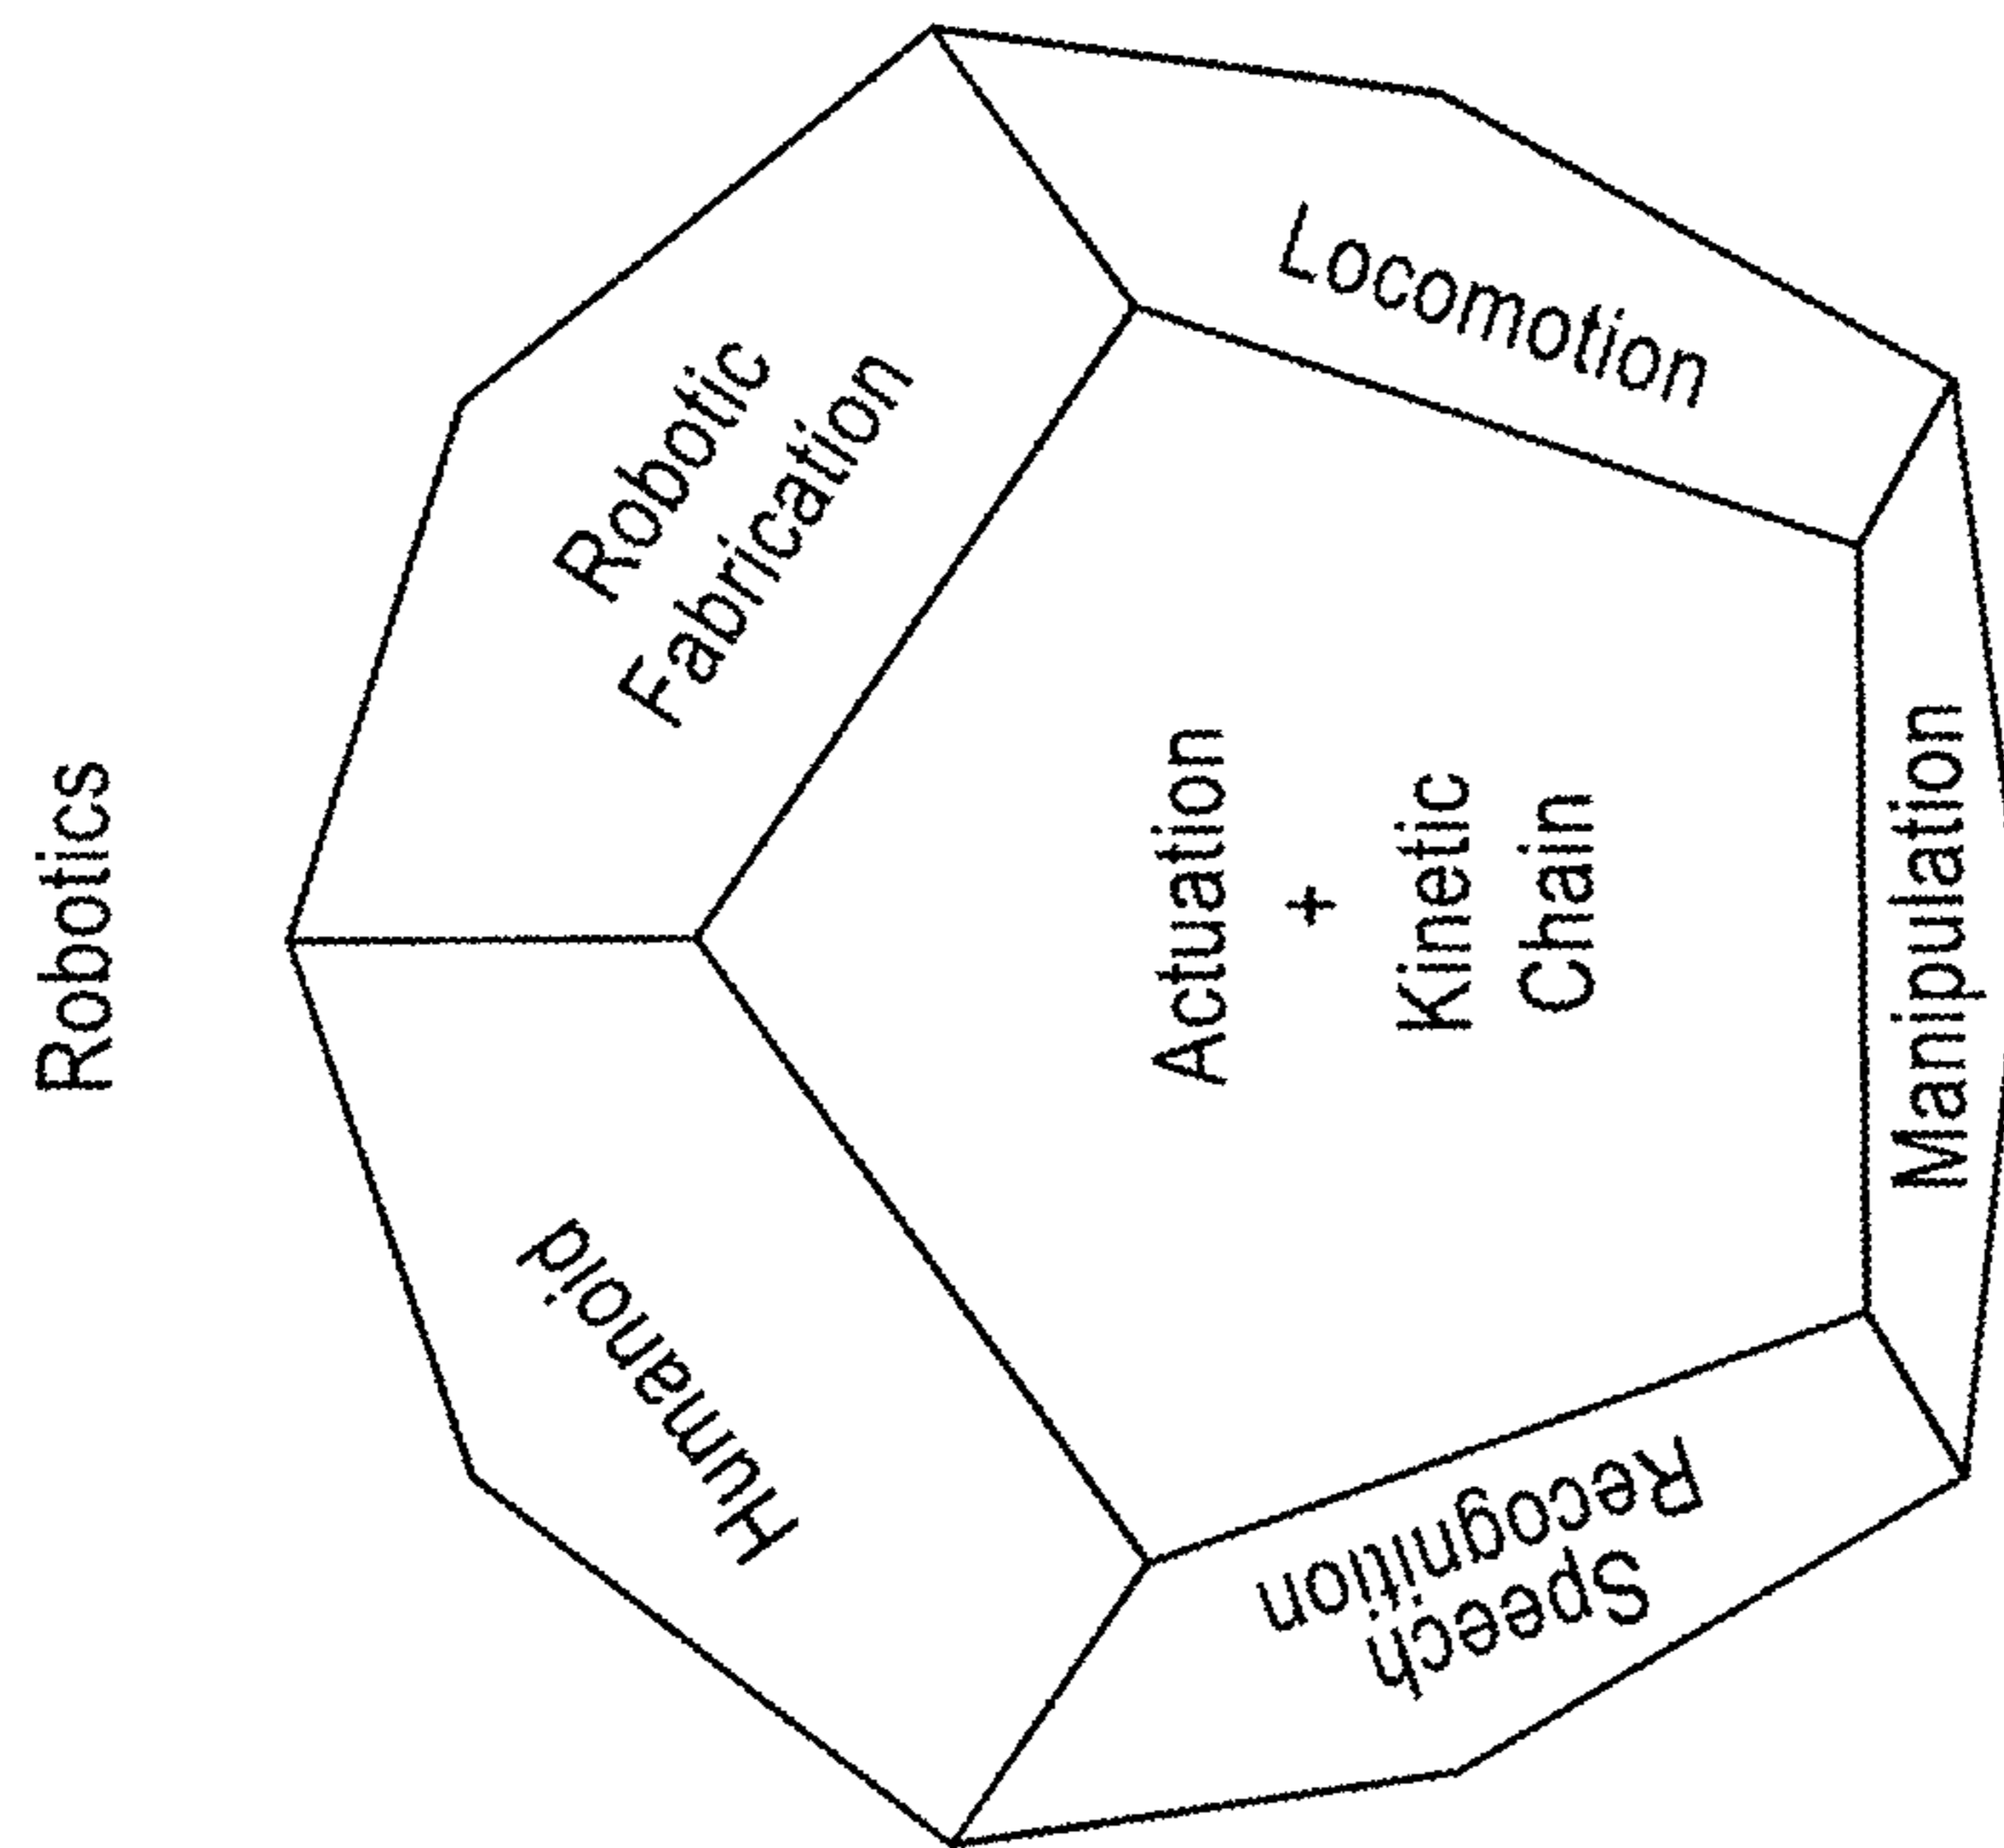 Robotics
Humanoid
Robotic
Fabrication
Actuation
+
Kinetic
Chain
Speech
Recognition
Locomotion
Manipulation